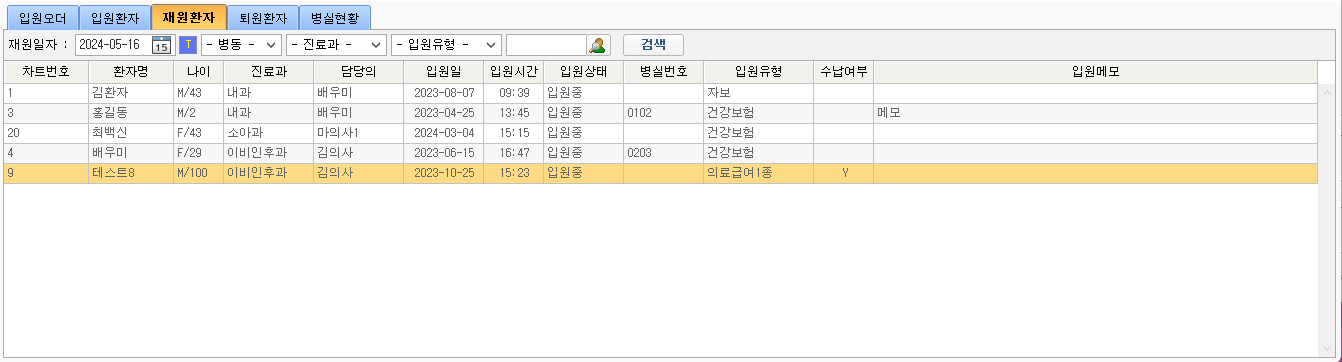 입원오더 입원환자 재원환자 퇴원환자 병실현황
재원일자 : 2024-05-16 15 T - 병동 - - 진료과 - - 입원유형 - 검색
차트번호 환자명 나이 진료과 담당의 입원일 입원시간 입원상태 병실번호 입원유형 수납여부 입원메모
1 김환자 M/43 내과 배우미 2023-08-07 09:39 입원중 자보
3 홍길동 M/2 내과 배우미 2023-04-25 13:45 입원중 0102 건강보험 메모
20 최백신 F/43 소아과 마의사1 2024-03-04 15:15 입원중 건강보험
4 배우미 F/29 이비인후과 김의사 2023-06-15 16:47 입원중 0203 건강보험
9 테스트8 M/100 이비인후과 김의사 2023-10-25 15:23 입원중 의료급여1종 Y